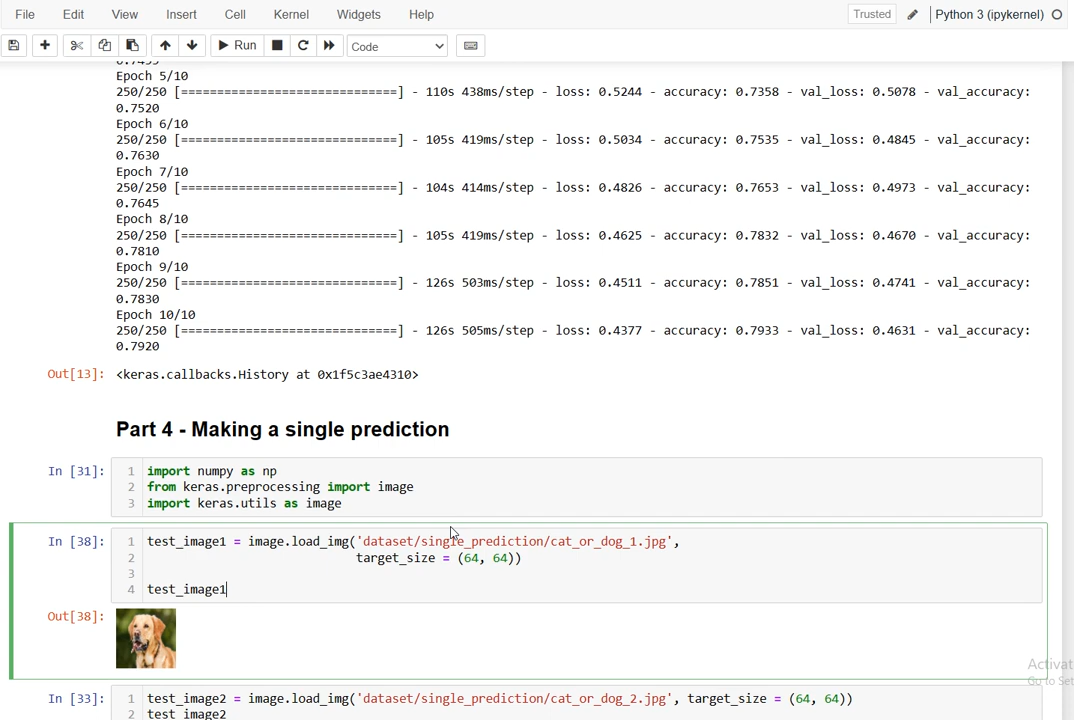 File Edit View Insert Cell Kernel Widgets Help Trusted Python 3 (ipykernel)
Run Code
0.7495
Epoch 5/10
250/250 [==============================] - 110s 438ms/step - loss: 0.5244 - accuracy: 0.7358 - val_loss: 0.5078 - val_accuracy:
0.7520
Epoch 6/10
250/250 [==============================] - 105s 419ms/step - loss: 0.5034 - accuracy: 0.7535 - val_loss: 0.4845 - val_accuracy:
0.7630
Epoch 7/10
250/250 [==============================] - 104s 414ms/step - loss: 0.4826 - accuracy: 0.7653 - val_loss: 0.4973 - val_accuracy:
0.7645
Epoch 8/10
250/250 [==============================] - 105s 419ms/step - loss: 0.4625 - accuracy: 0.7832 - val_loss: 0.4670 - val_accuracy:
0.7810
Epoch 9/10
250/250 [==============================] - 126s 503ms/step - loss: 0.4511 - accuracy: 0.7851 - val_loss: 0.4741 - val_accuracy:
0.7830
Epoch 10/10
250/250 [==============================] - 126s 505ms/step - loss: 0.4377 - accuracy: 0.7933 - val_loss: 0.4631 - val_accuracy:
0.7920
Out[13]: <keras.callbacks.History at 0x1f5c3ae4310>
Part 4 - Making a single prediction
In [31]: 1 import numpy as np
2 from keras.preprocessing import image
3 import keras.utils as image
In [38]: 1 test_image1 = image.load_img('dataset/single_prediction/cat_or_dog_1.jpg',
2 target_size = (64, 64))
3
4 test_image1
Out[38]:
Activat
Go to Set
In [33]: 1 test_image2 = image.load_img('dataset/single_prediction/cat_or_dog_2.jpg', target_size = (64, 64))
2 test_image2